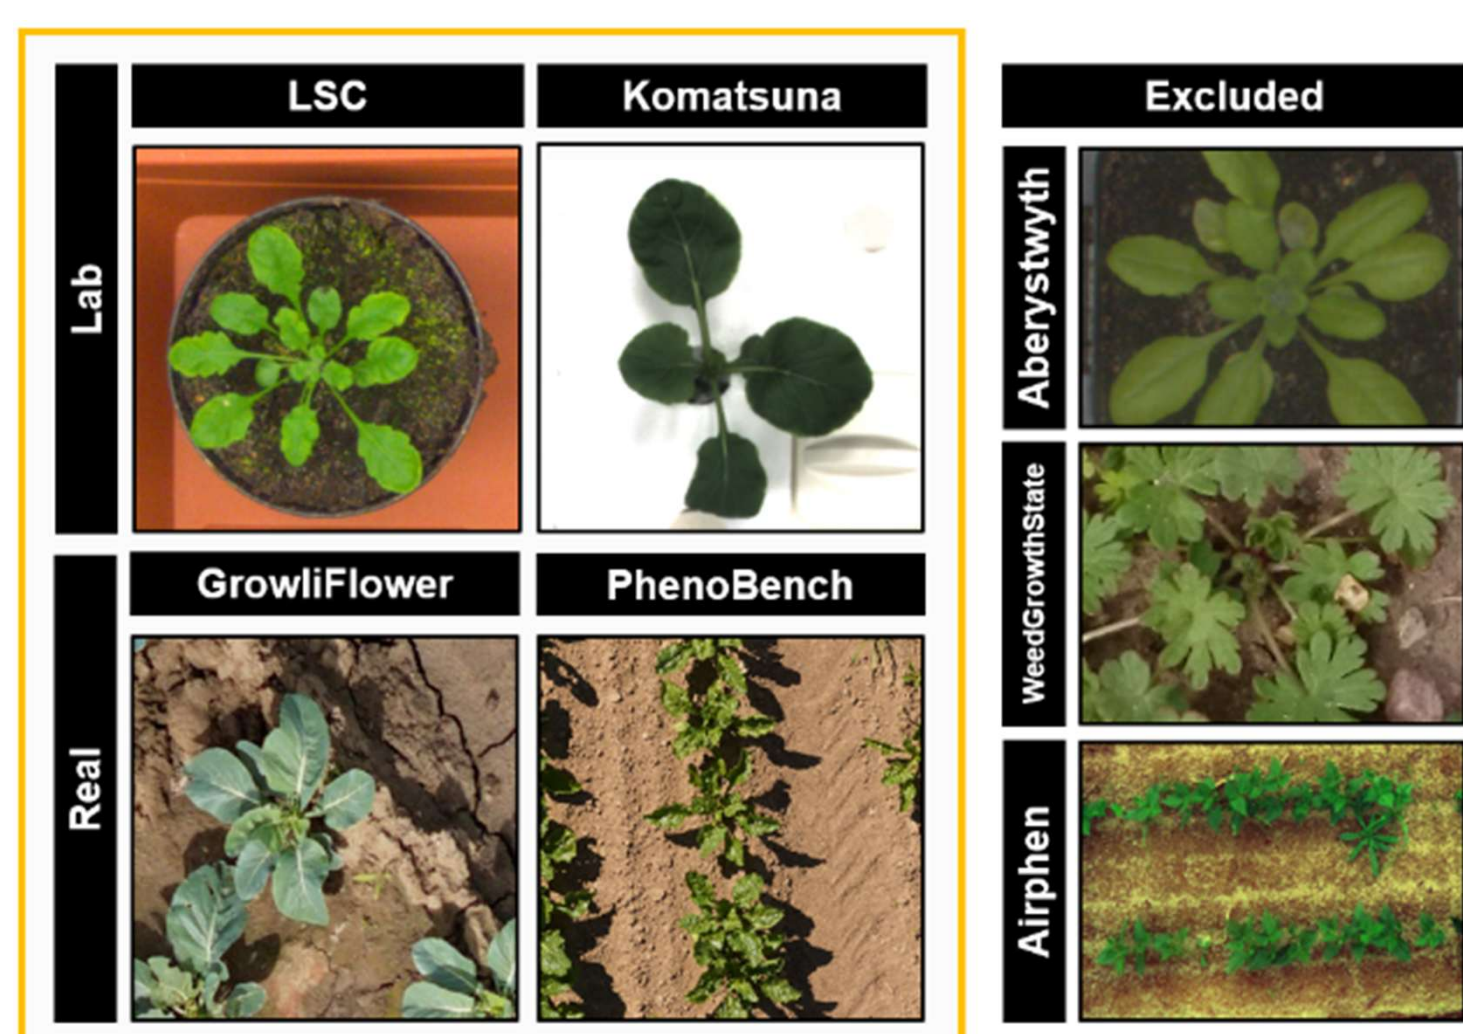 LSC
Komatsuna
Excluded
Lab
Aberystwyth
WeedGrowthState
GrowliFlower
PhenoBench
Real
Airphen